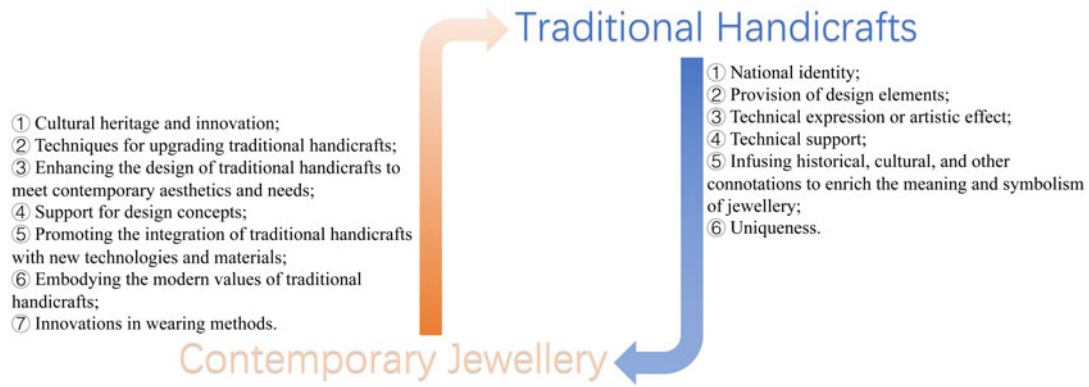 Traditional Handicrafts
① Cultural heritage and innovation;
② Techniques for upgrading traditional handicrafts;
③ Enhancing the design of traditional handicrafts to
meet contemporary aesthetics and needs;
④ Support for design concepts;
⑤ Promoting the integration of traditional handicrafts
with new technologies and materials;
⑥ Embodying the modern values of traditional
handicrafts;
⑦ Innovations in wearing methods.
① National identity;
② Provision of design elements;
③ Technical expression or artistic effect;
④ Technical support;
⑤ Infusing historical, cultural, and other
connotations to enrich the meaning and symbolism
of jewellery;
⑥ Uniqueness.
Contemporary Jewellery